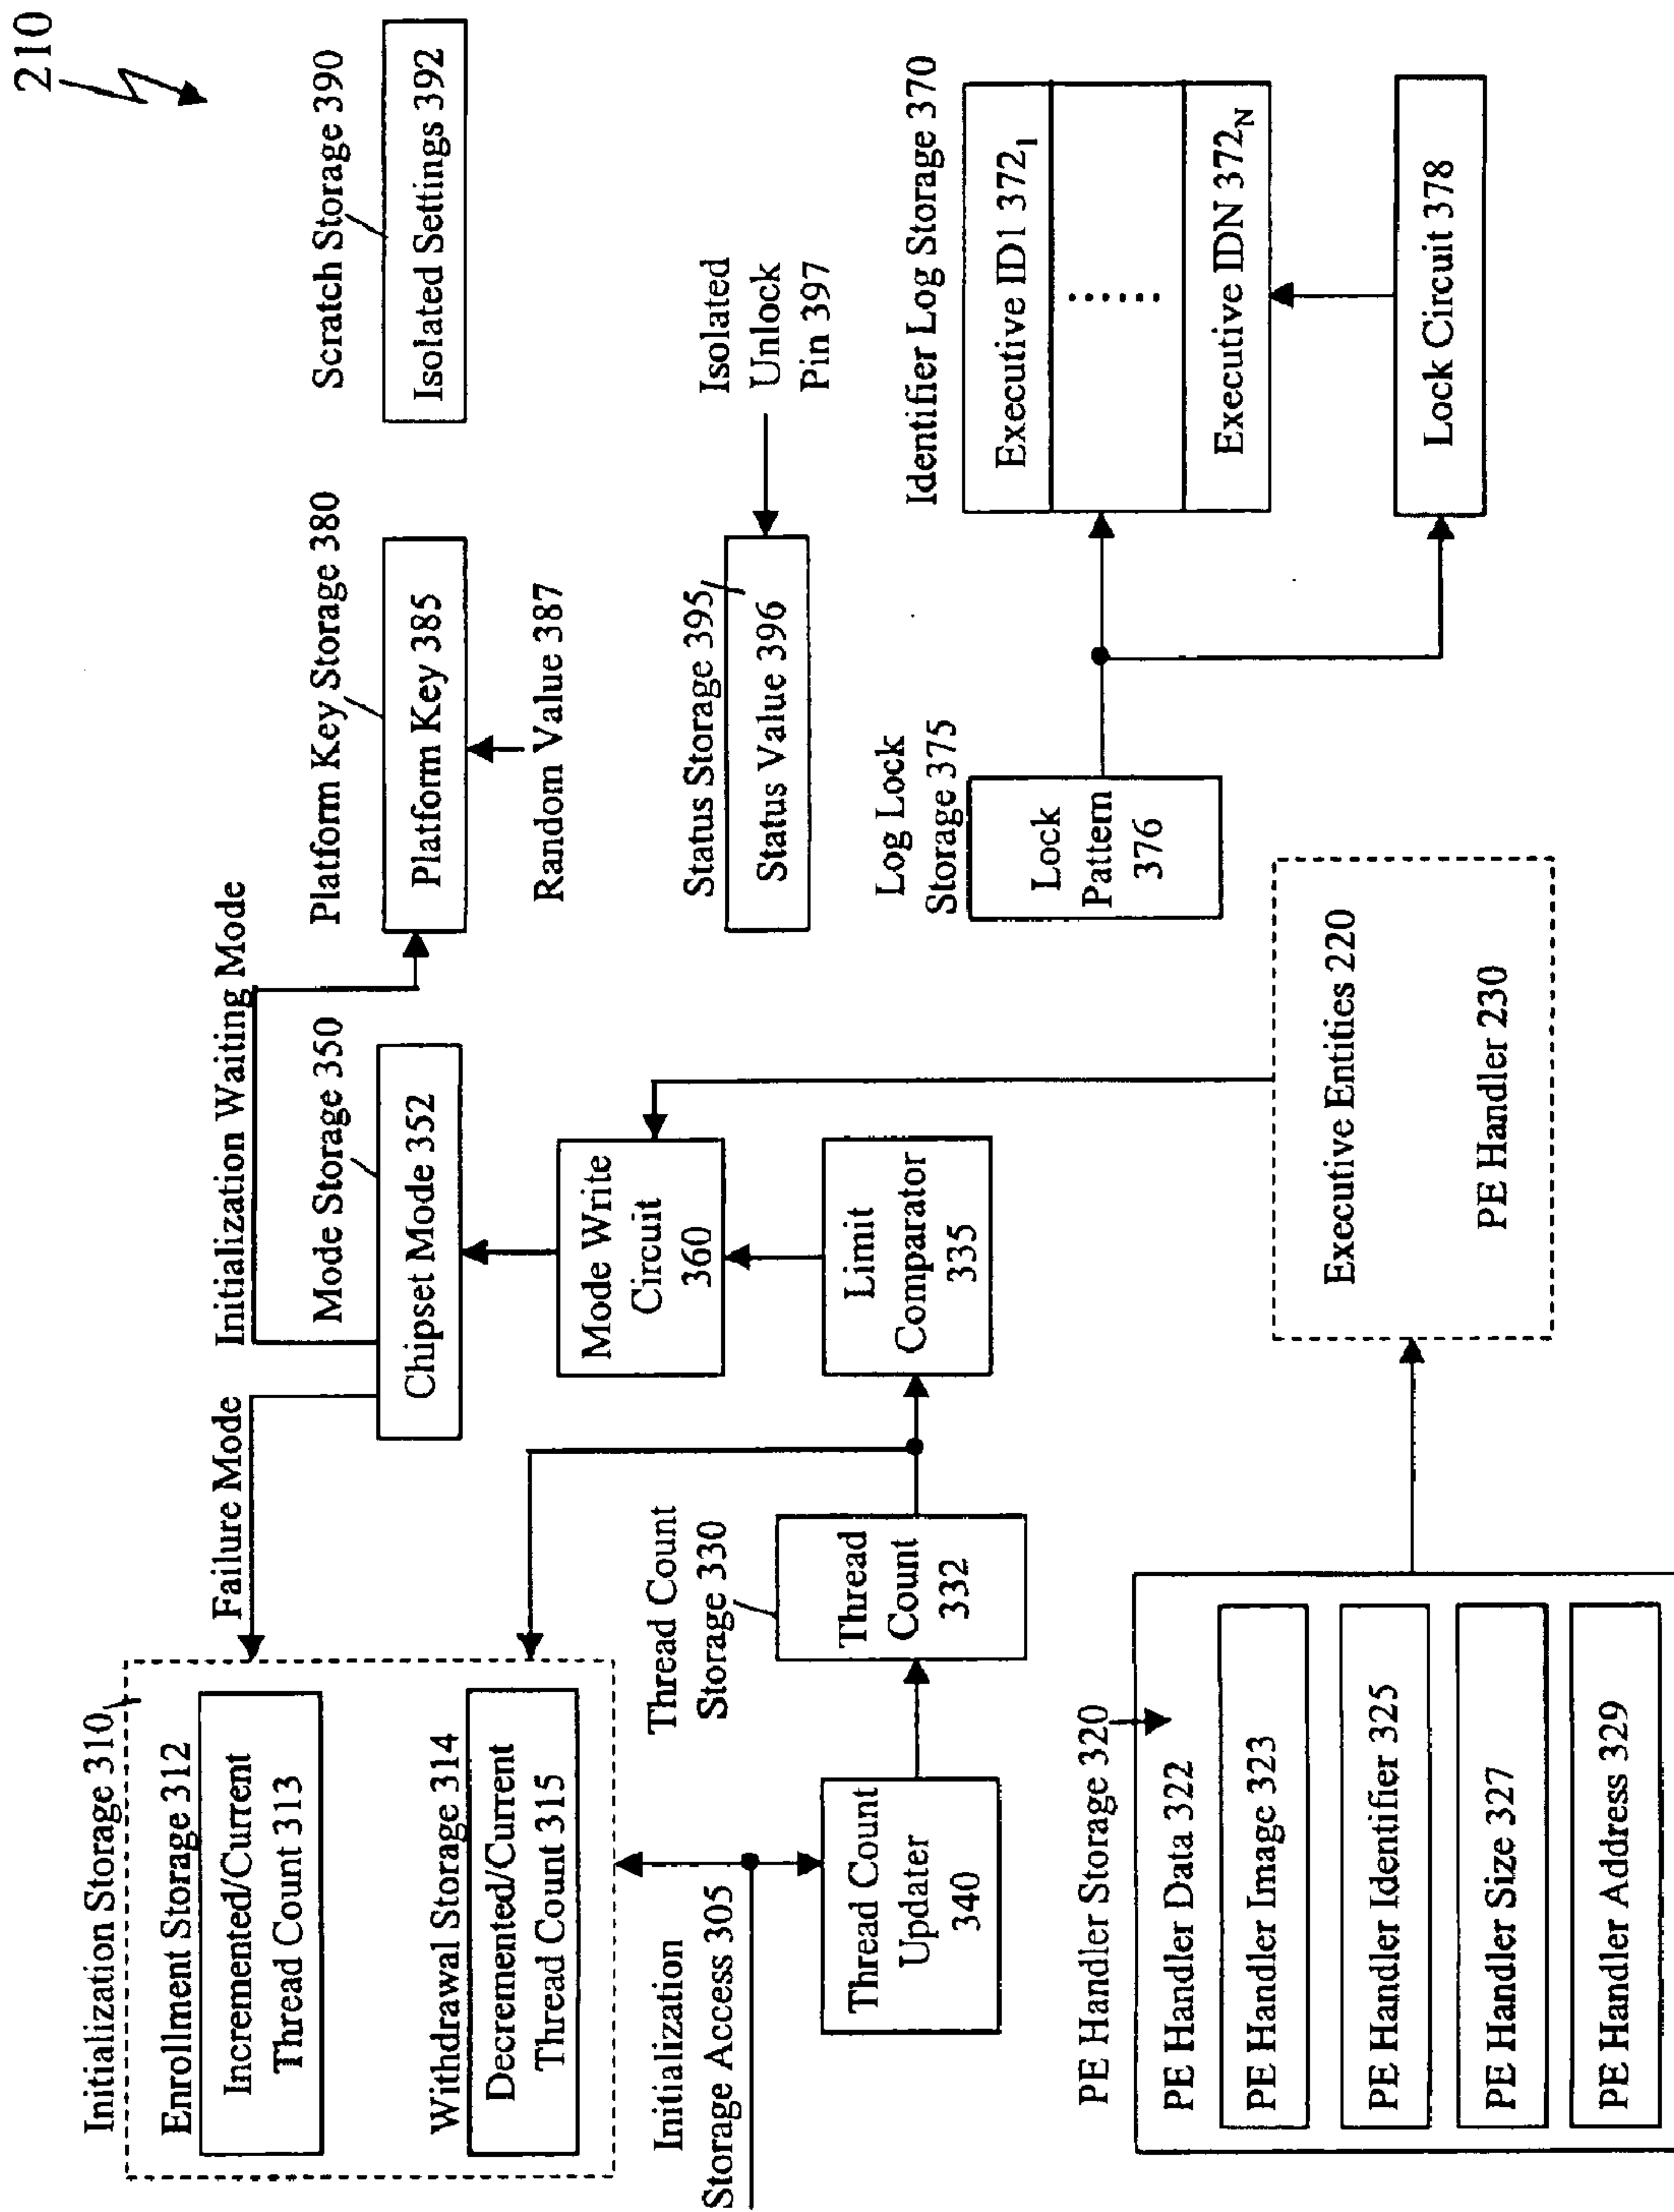 210
Initialization Storage 310
Enrollment Storage 312
Incremented/Current
Thread Count 313
Withdrawal Storage 314
Decremented/Current
Thread Count 315
Failure Mode
Initialization Waiting Mode
Mode Storage 350
Chipset Mode 352
Platform Key Storage 380
Platform Key 385
Random Value 387
Scratch Storage 390
Isolated Settings 392
Initialization
Storage Access 305
Thread Count
Updater
340
Thread Count
Storage 330
Thread
Count
332
Mode Write
Circuit
360
Limit
Comparator
335
Status Storage 395
Status Value 396
Isolated
Unlock
Pin 397
Log Lock
Storage 375
Lock
Pattern
376
Identifier Log Storage 370
Executive ID1 372₁
......
Executive IDN 372N
Lock Circuit 378
PE Handler Storage 320
PE Handler Data 322
PE Handler Image 323
PE Handler Identifier 325
PE Handler Size 327
PE Handler Address 329
Executive Entities 220
PE Handler 230